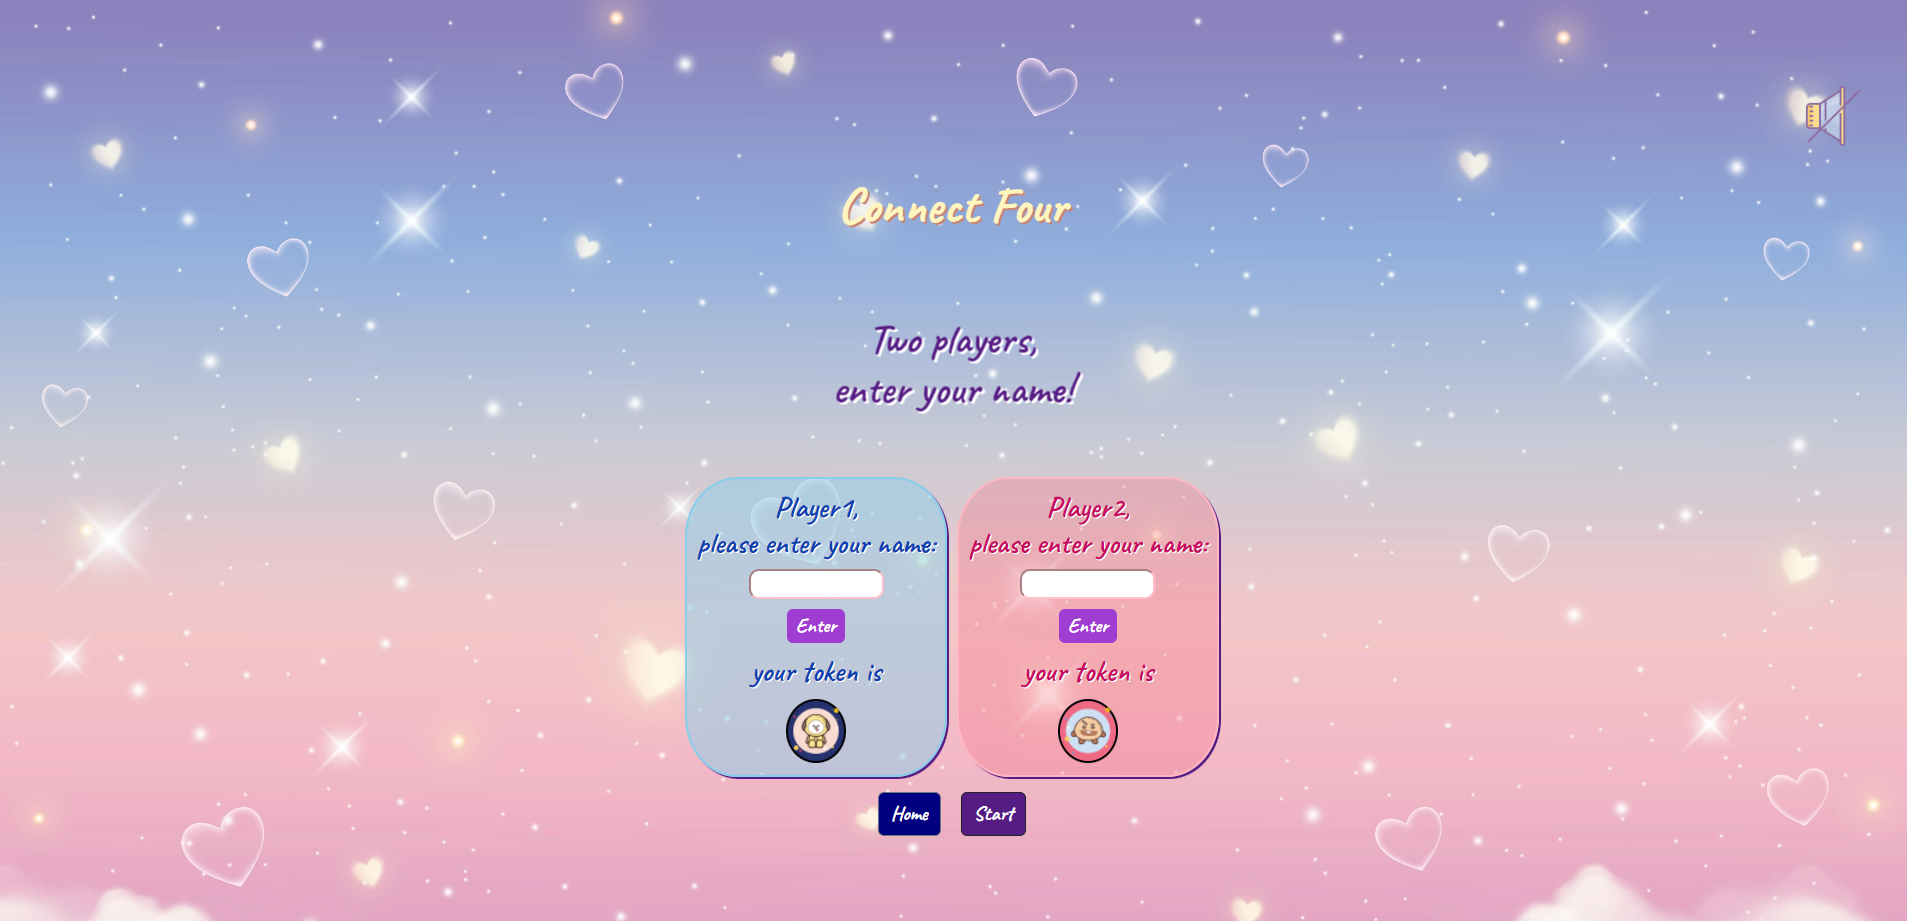 Connect Four
Two players,
enter your name!
Player1,
please enter your name:
Enter
your token is
Player2,
please enter your name:
Enter
your token is
Home
Start